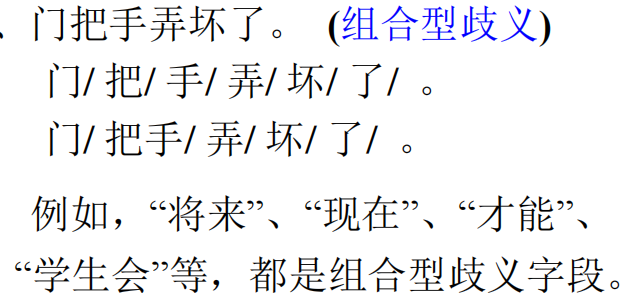 、门把手弄坏了。 (组合型歧义)
门/ 把/ 手/ 弄/ 坏/ 了/ 。
门/ 把手/ 弄/ 坏/ 了/ 。
例如，“将来”、“现在”、“才能”、
“学生会”等，都是组合型歧义字段。